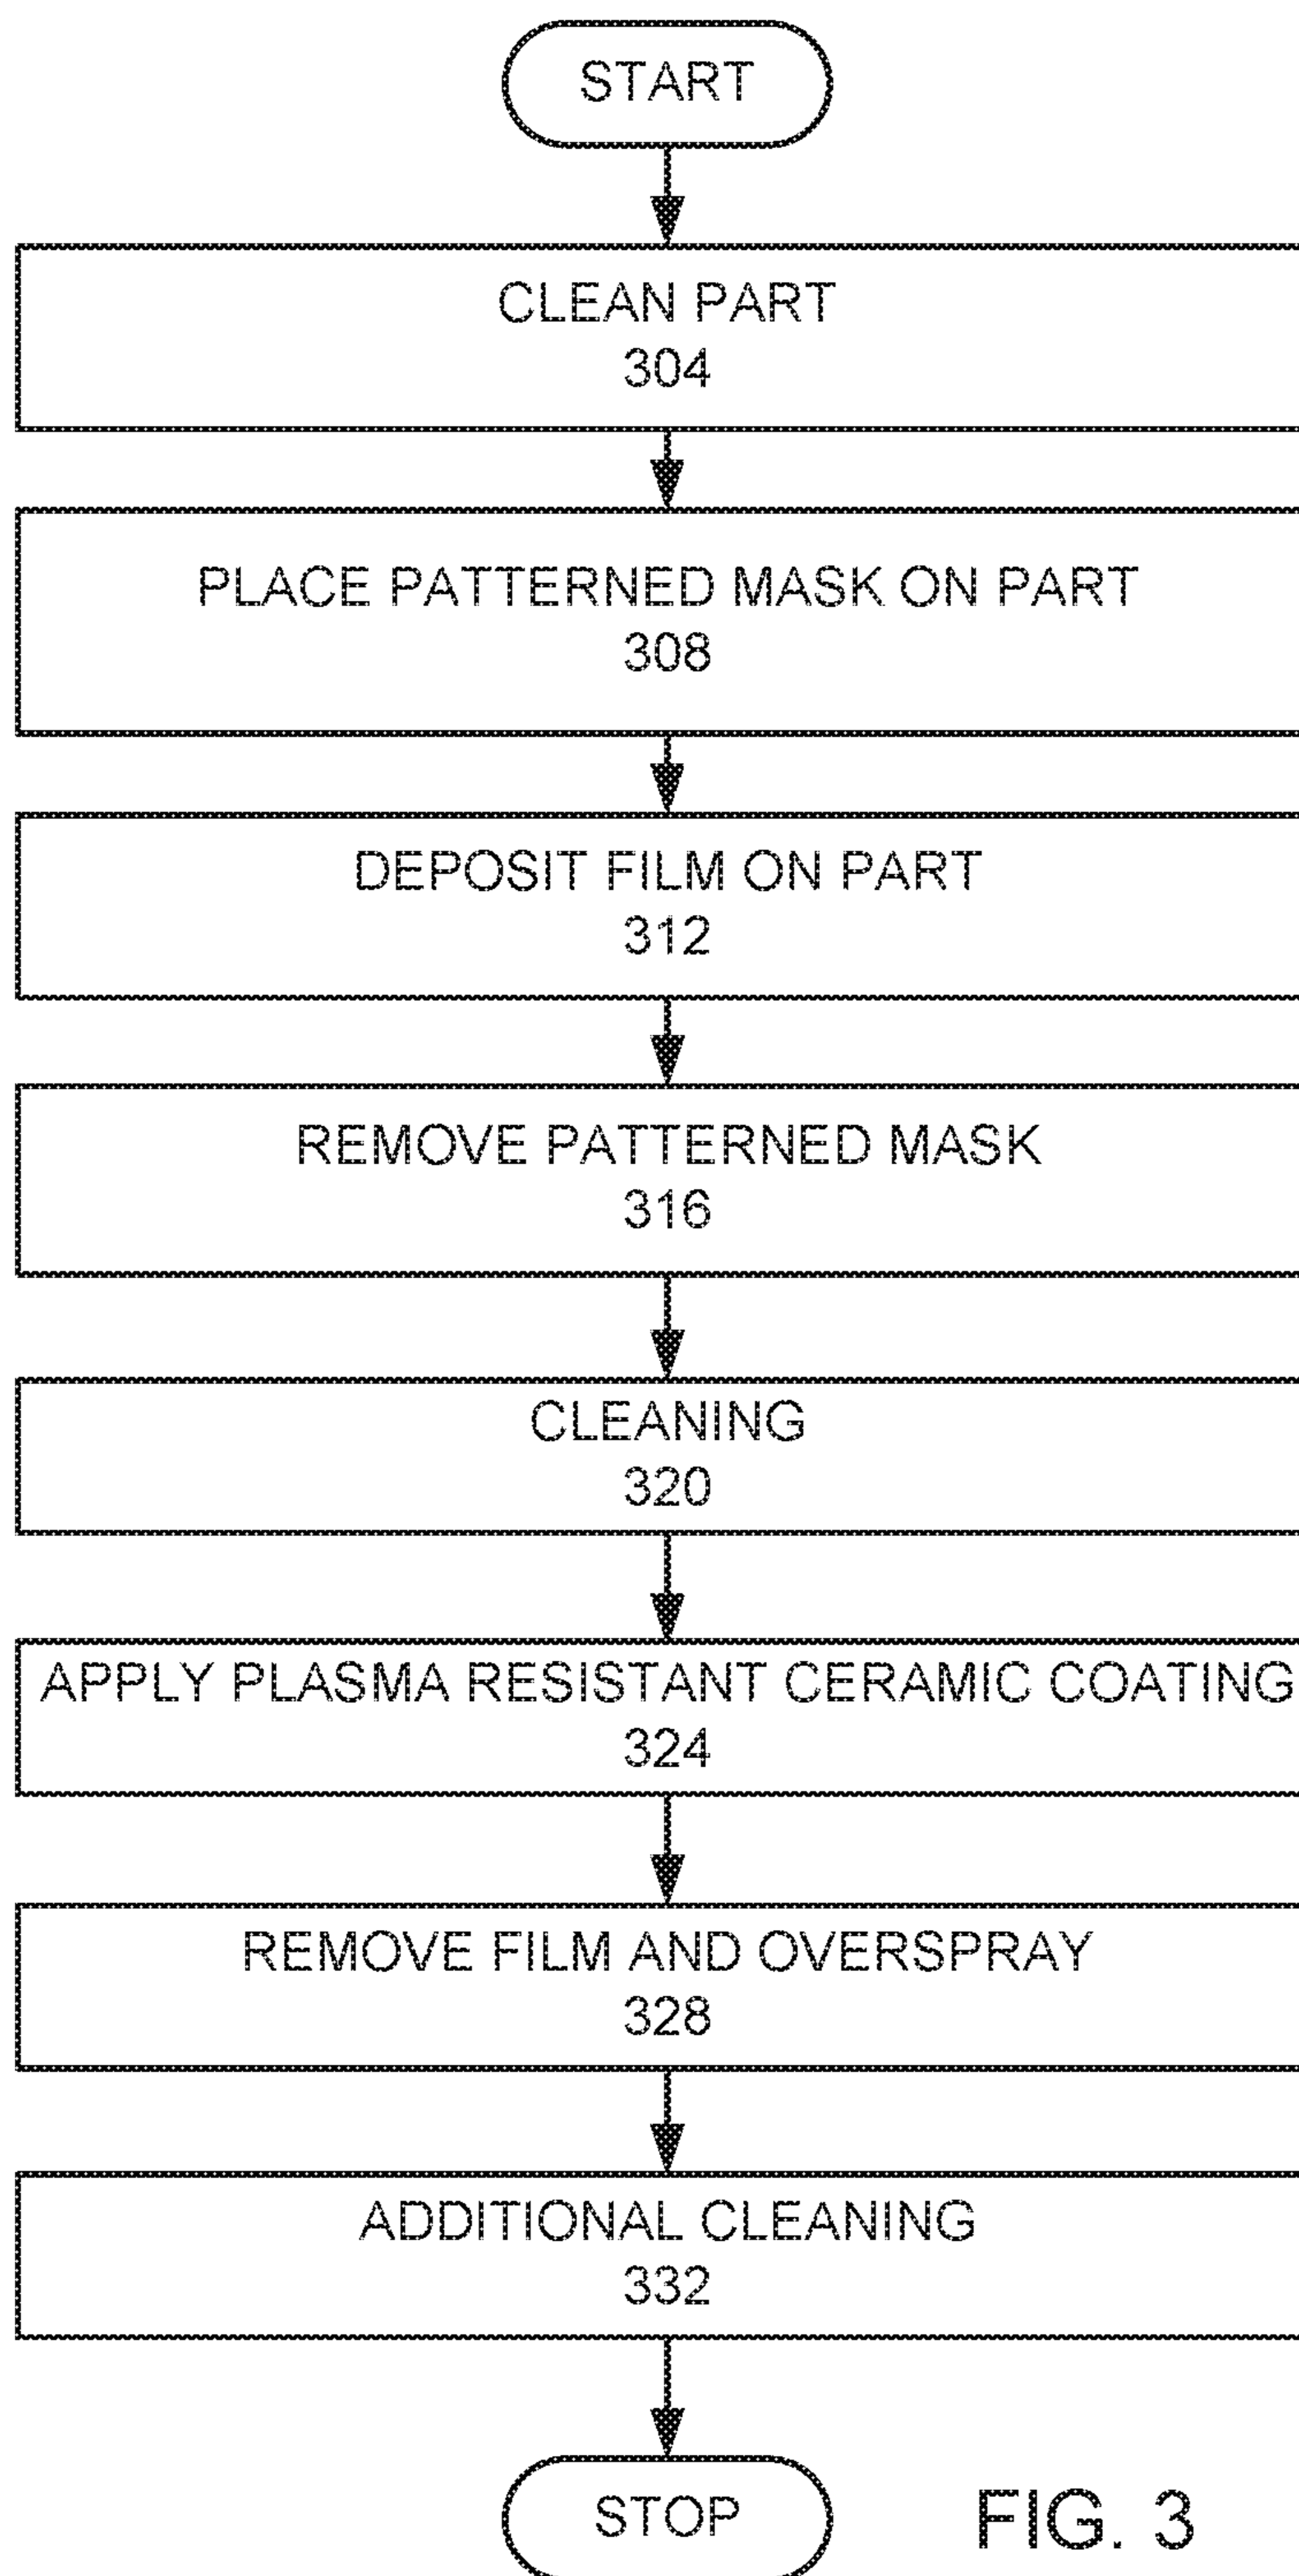 START
CLEAN PART
304
PLACE PATTERNED MASK ON PART
308
DEPOSIT FILM ON PART
312
REMOVE PATTERNED MASK
316
CLEANING
320
APPLY PLASMA RESISTANT CERAMIC COATING
324
REMOVE FILM AND OVERSPRAY
328
ADDITIONAL CLEANING
332
STOP
FIG. 3